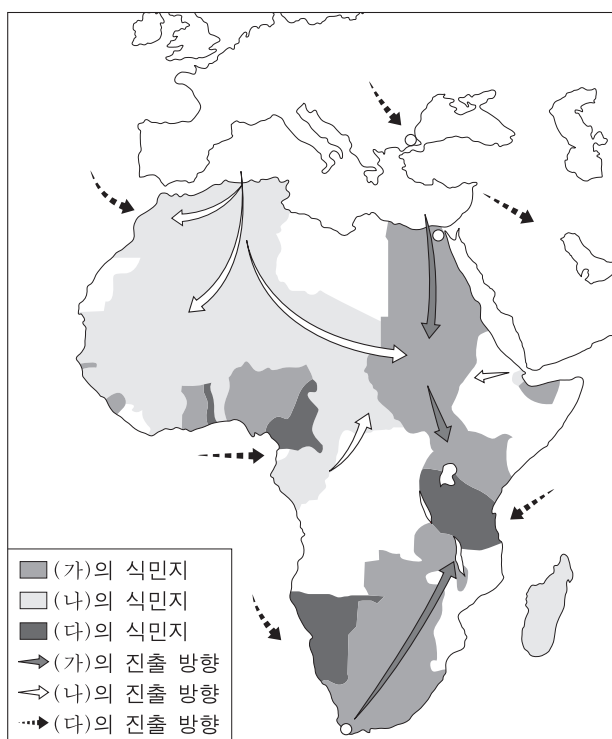 (가)의 식민지
(나)의 식민지
(다)의 식민지
(가)의 진출 방향
(나)의 진출 방향
(다)의 진출 방향